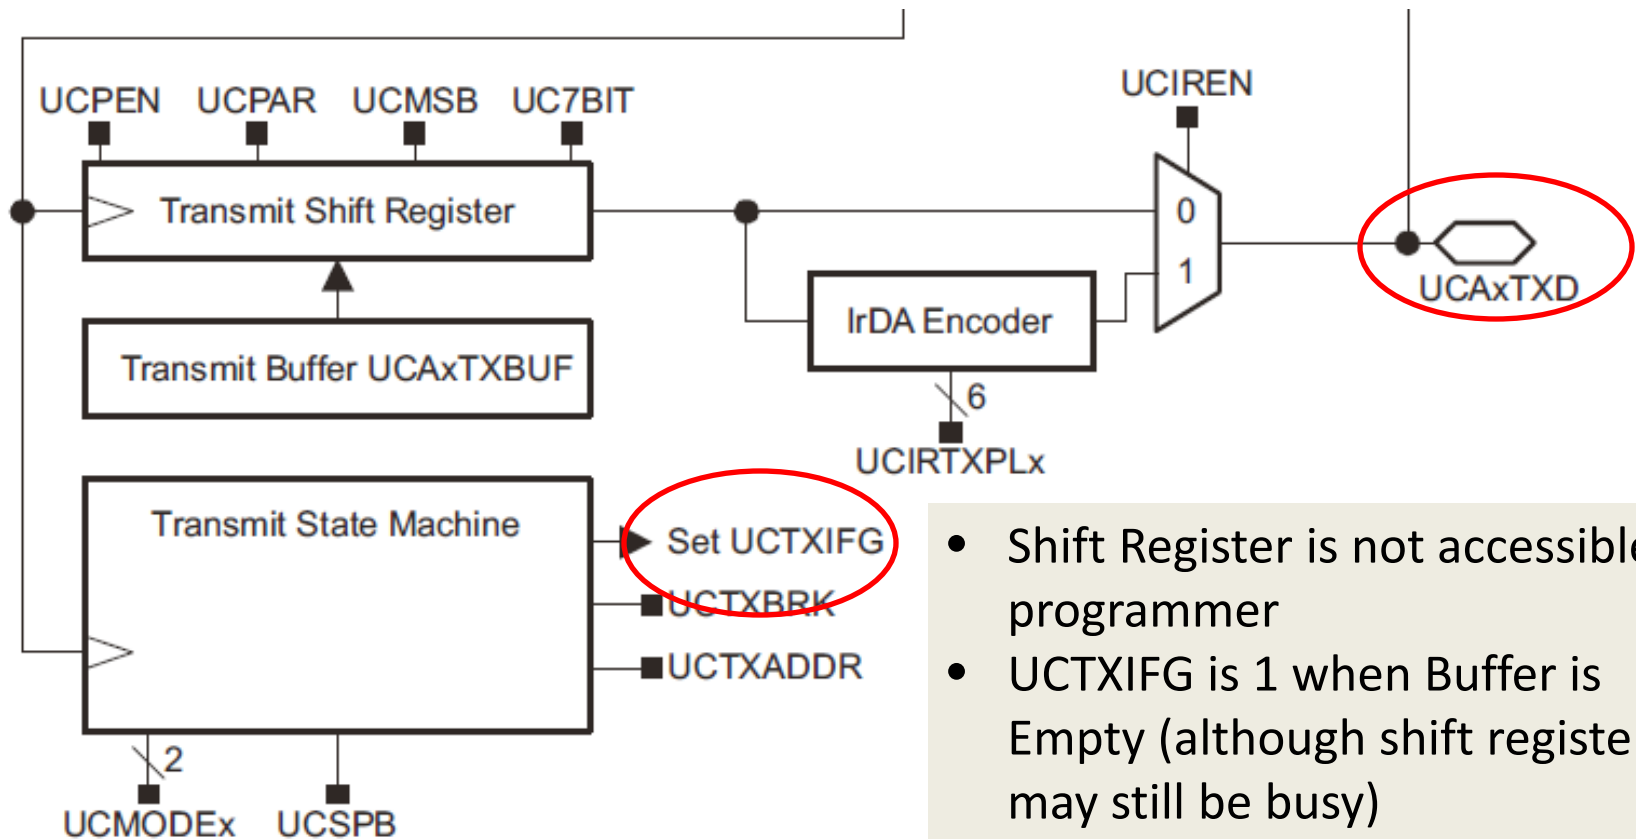 UCPEN UCPAR UCMSB UC7BIT
UCIREN
Transmit Shift Register
0
1
UCAxTXD
IrDA Encoder
Transmit Buffer UCAxTXBUF
6
UCIRTXPLx
Transmit State Machine
Set UCTXIFG
UCTXBRK
UCTXADDR
2
UCMODEx UCSPB
• Shift Register is not accessible
programmer
• UCTXIFG is 1 when Buffer is
Empty (although shift registe
may still be busy)